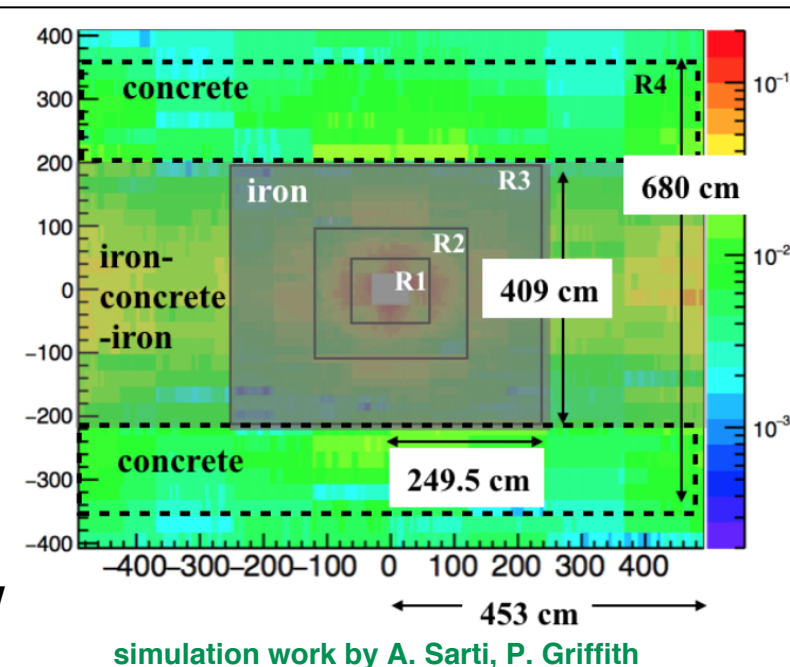 400
300
200
100
0
−100
−200
−300
−400
concrete
R4
iron
R3
680 cm
R2
R1
iron-
concrete
-iron
409 cm
concrete
249.5 cm
10⁻¹
10⁻²
10⁻³
−400−300−200−100 0 100 200 300 400
453 cm
simulation work by A. Sarti, P. Griffith